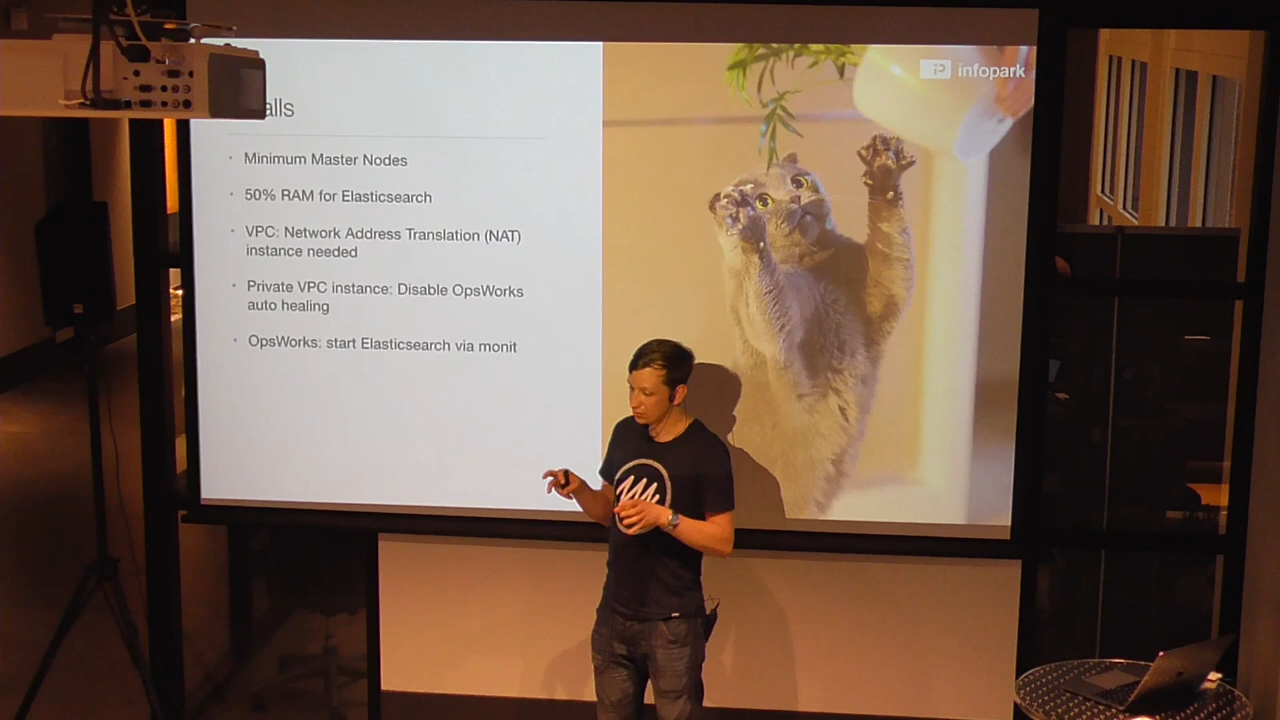 infopark
alls
Minimum Master Nodes
50% RAM for Elasticsearch
VPC: Network Address Translation (NAT)
instance needed
Private VPC instance: Disable OpsWorks
auto healing
OpsWorks: start Elasticsearch via monit